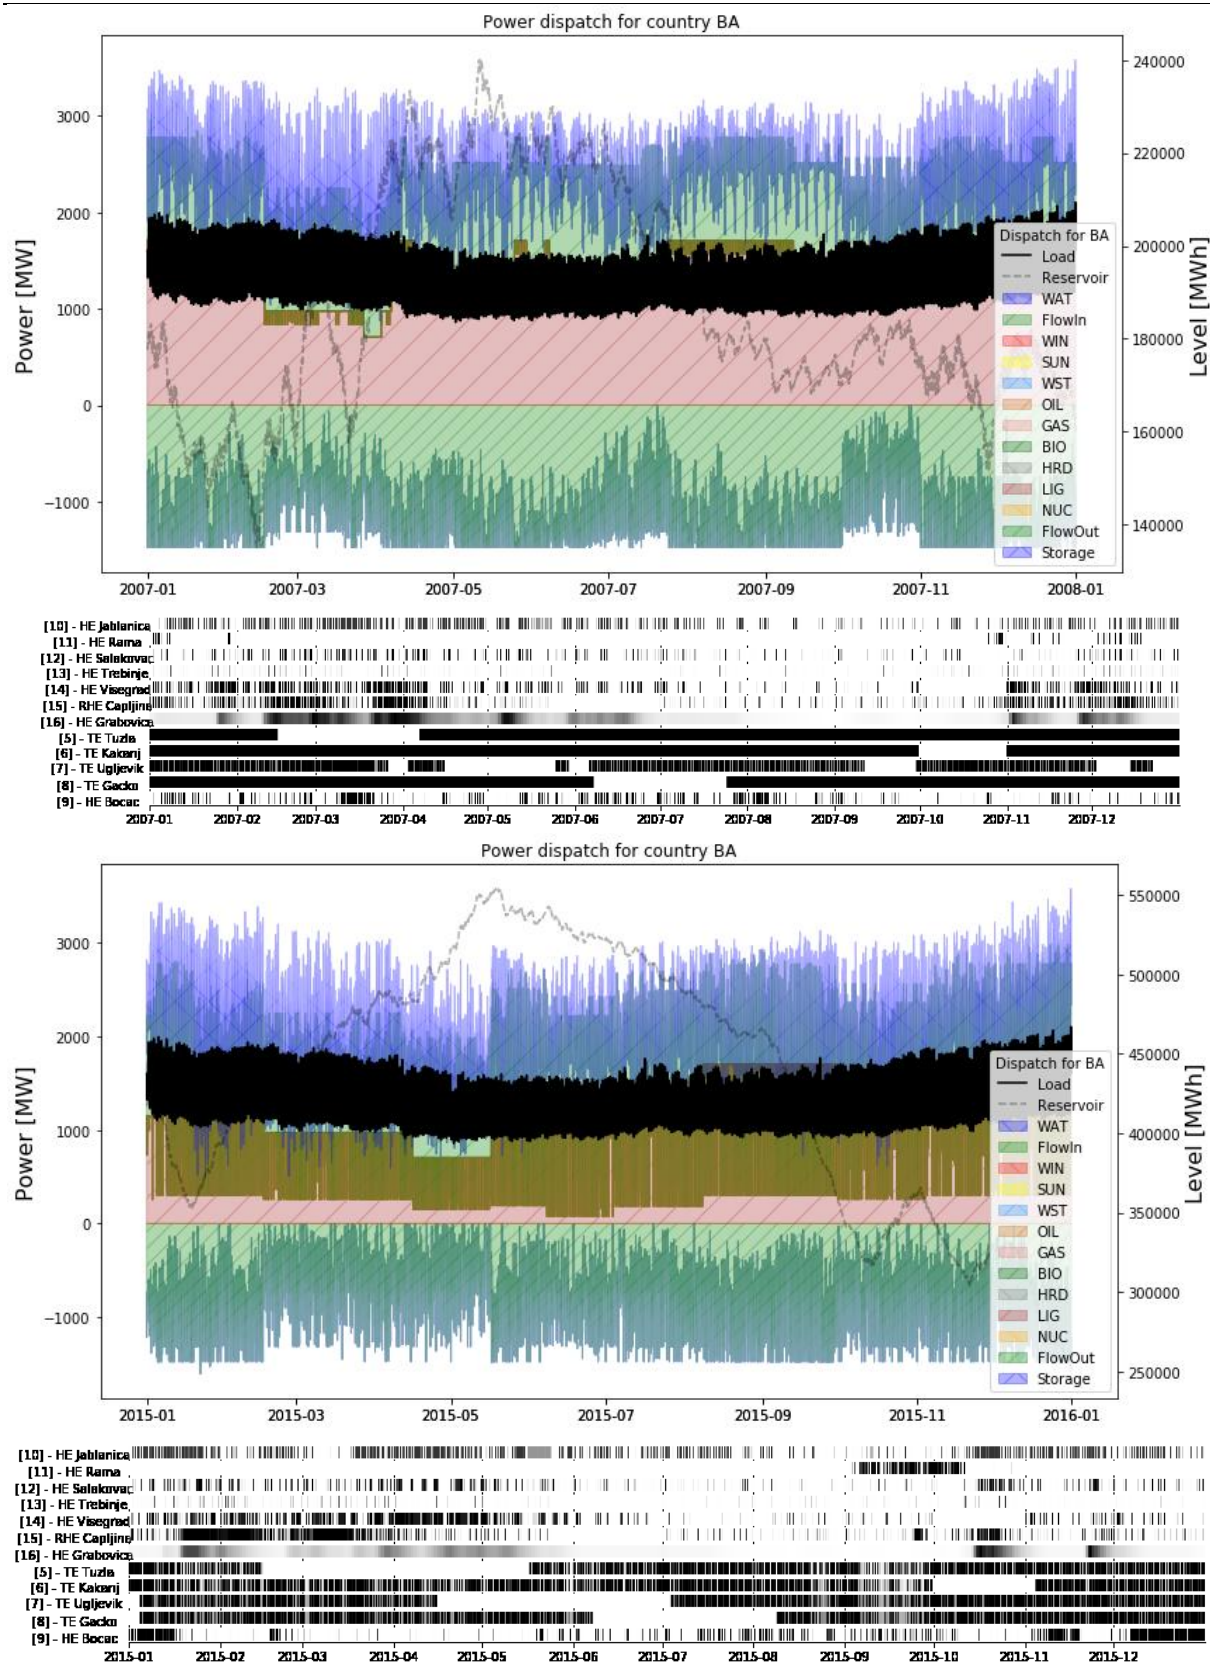 Power dispatch for country BA
240000
3000
220000
2000
200000
Dispatch for BA
Load
Reservoir
WAT
FlowIn
WIN
SUN
WST
OIL
GAS
BIO
HRD
LIG
NUC
FlowOut
Storage
Power [MW]
Level [MWh]
1000
180000
0
160000
−1000
140000
2007-01 2007-03 2007-05 2007-07 2007-09 2007-11 2008-01
[10] - HE Jablanica
[11] - HE Rama
[12] - HE Salakovac
[13] - HE Trebinje
[14] - HE Visegrad
[15] - RHE Capljina
[16] - HE Grabovica
[5] - TE Tuzla
[6] - TE Kakanj
[7] - TE Ugljevik
[8] - TE Gacko
[9] - HE Bocac
2007-01 2007-02 2007-03 2007-04 2007-05 2007-06 2007-07 2007-08 2007-09 2007-10 2007-11 2007-12
Power dispatch for country BA
550000
3000
500000
2000
450000
Dispatch for BA
Load
Reservoir
WAT
FlowIn
WIN
SUN
WST
OIL
GAS
BIO
HRD
LIG
NUC
FlowOut
Storage
Power [MW]
Level [MWh]
1000
400000
350000
0
300000
−1000
250000
2015-01 2015-03 2015-05 2015-07 2015-09 2015-11 2016-01
[10] - HE Jablanica
[11] - HE Rama
[12] - HE Salakovac
[13] - HE Trebinje
[14] - HE Visegrad
[15] - RHE Capljina
[16] - HE Grabovica
[5] - TE Tuzla
[6] - TE Kakanj
[7] - TE Ugljevik
[8] - TE Gacko
[9] - HE Bocac
2015-01 2015-02 2015-03 2015-04 2015-05 2015-06 2015-07 2015-08 2015-09 2015-10 2015-11 2015-12